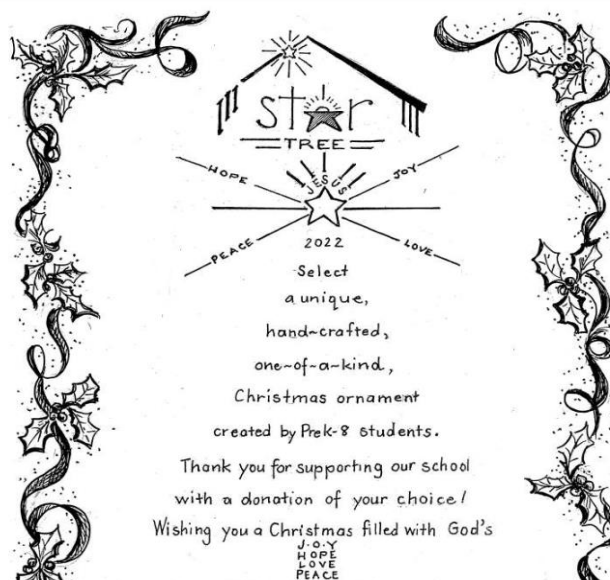 star
TREE
HOPE
JOY
JESUS
PEACE
LOVE
2022
Select
a unique,
hand-crafted,
one-of-a-kind,
Christmas ornament
created by PreK-8 students.
Thank you for supporting our school
with a donation of your choice!
Wishing you a Christmas filled with God's
J·O·Y
HOPE
LOVE
PEACE